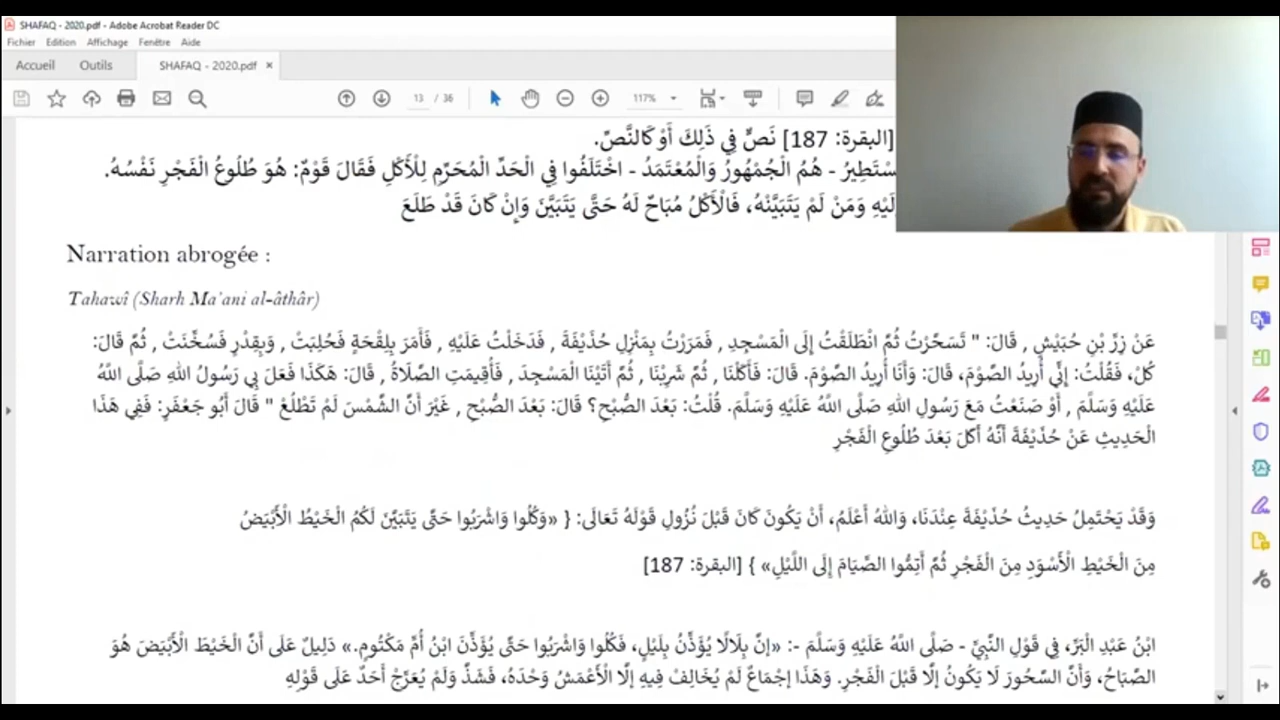 SHAFAQ - 2020.pdf - Adobe Acrobat Reader DC
Fichier Edition Affichage Fenêtre Aide
Accueil Outils SHAFAQ - 2020.pdf ×
13 / 36 117%
[البقرة: 187] نَصٌّ فِي ذَلِكَ أَوْ كَالنَّصِّ.
سْتَطِيرُ - هُمُ الْجُمْهُورُ وَالْمُعْتَمَدُ - اخْتَلَفُوا فِي الْحَدِّ الْمُحَرَّمِ لِلْأَكْلِ فَقَالَ قَوْمٌ: هُوَ طُلُوعُ الْفَجْرِ نَفْسُهُ.
لَيْهِ وَمَنْ لَمْ يَتَبَيَّنْهُ، فَالْأَكْلُ مُبَاحٌ لَهُ حَتَّى يَتَبَيَّنَ وَإِنْ كَانَ قَدْ طَلَعَ
Narration abrogée :
Tahawî (Sharh Ma'ani al-âthâr)
عَنْ زِرِّ بْنِ حُبَيْشٍ , قَالَ: " تَسَحَّرْتُ ثُمَّ انْطَلَقْتُ إِلَى الْمَسْجِدِ , فَمَرَرْتُ بِمَنْزِلِ حُذَيْفَةَ , فَدَخَلْتُ عَلَيْهِ , فَأَمَرَ بِلِقْحَةٍ فَحُلِبَتْ , وَبِقِدْرٍ فَسُخِّنَتْ , ثُمَّ قَالَ:
كُلْ، فَقُلْتُ: إِنِّي أُرِيدُ الصَّوْمَ، قَالَ: وَأَنَا أُرِيدُ الصَّوْمَ. قَالَ: فَأَكَلْنَا , ثُمَّ شَرِبْنَا , ثُمَّ أَتَيْنَا الْمَسْجِدَ , فَأُقِيمَتِ الصَّلَاةُ , قَالَ: هَكَذَا فَعَلَ بِي رَسُولُ اللهِ صَلَّى اللَّهُ
عَلَيْهِ وَسَلَّمَ , أَوْ صَنَعْتُ مَعَ رَسُولِ اللهِ صَلَّى اللَّهُ عَلَيْهِ وَسَلَّمَ. قُلْتُ: بَعْدَ الصُّبْحِ؟ قَالَ: بَعْدَ الصُّبْحِ , غَيْرَ أَنَّ الشَّمْسَ لَمْ تَطْلُعْ " قَالَ أَبُو جَعْفَرٍ: فَفِي هَذَا
الْحَدِيثِ عَنْ حُذَيْفَةَ أَنَّهُ أَكَلَ بَعْدَ طُلُوعِ الْفَجْرِ
وَقَدْ يَحْتَمِلُ حَدِيثُ حُذَيْفَةَ عِنْدَنَا، وَاللهُ أَعْلَمُ، أَنْ يَكُونَ كَانَ قَبْلَ نُزُولِ قَوْلَهُ تَعَالَى: { «وَكُلُوا وَاشْرَبُوا حَتَّى يَتَبَيَّنَ لَكُمُ الْخَيْطُ الْأَبْيَضُ
مِنَ الْخَيْطِ الْأَسْوَدِ مِنَ الْفَجْرِ ثُمَّ أَتِمُّوا الصِّيَامَ إِلَى اللَّيْلِ» } [البقرة: 187]
ابْنُ عَبْدِ الْبَرِّ، فِي قَوْلِ النَّبِيِّ - صَلَّى اللَّهُ عَلَيْهِ وَسَلَّمَ -: «إِنَّ بِلَالًا يُؤَذِّنُ بِلَيْلٍ، فَكُلُوا وَاشْرَبُوا حَتَّى يُؤَذِّنَ ابْنُ أُمِّ مَكْتُومٍ.» دَلِيلٌ عَلَى أَنَّ الْخَيْطَ الْأَبْيَضَ هُوَ
الصَّبَاحُ، وَأَنَّ السَّحُورَ لَا يَكُونُ إِلَّا قَبْلَ الْفَجْرِ. وَهَذَا إِجْمَاعٌ لَمْ يُخَالِفْ فِيهِ إِلَّا الْأَعْمَشُ وَحْدَهُ، فَشَذَّ وَلَمْ يُعَرِّجْ أَحَدٌ عَلَى قَوْلِهِ